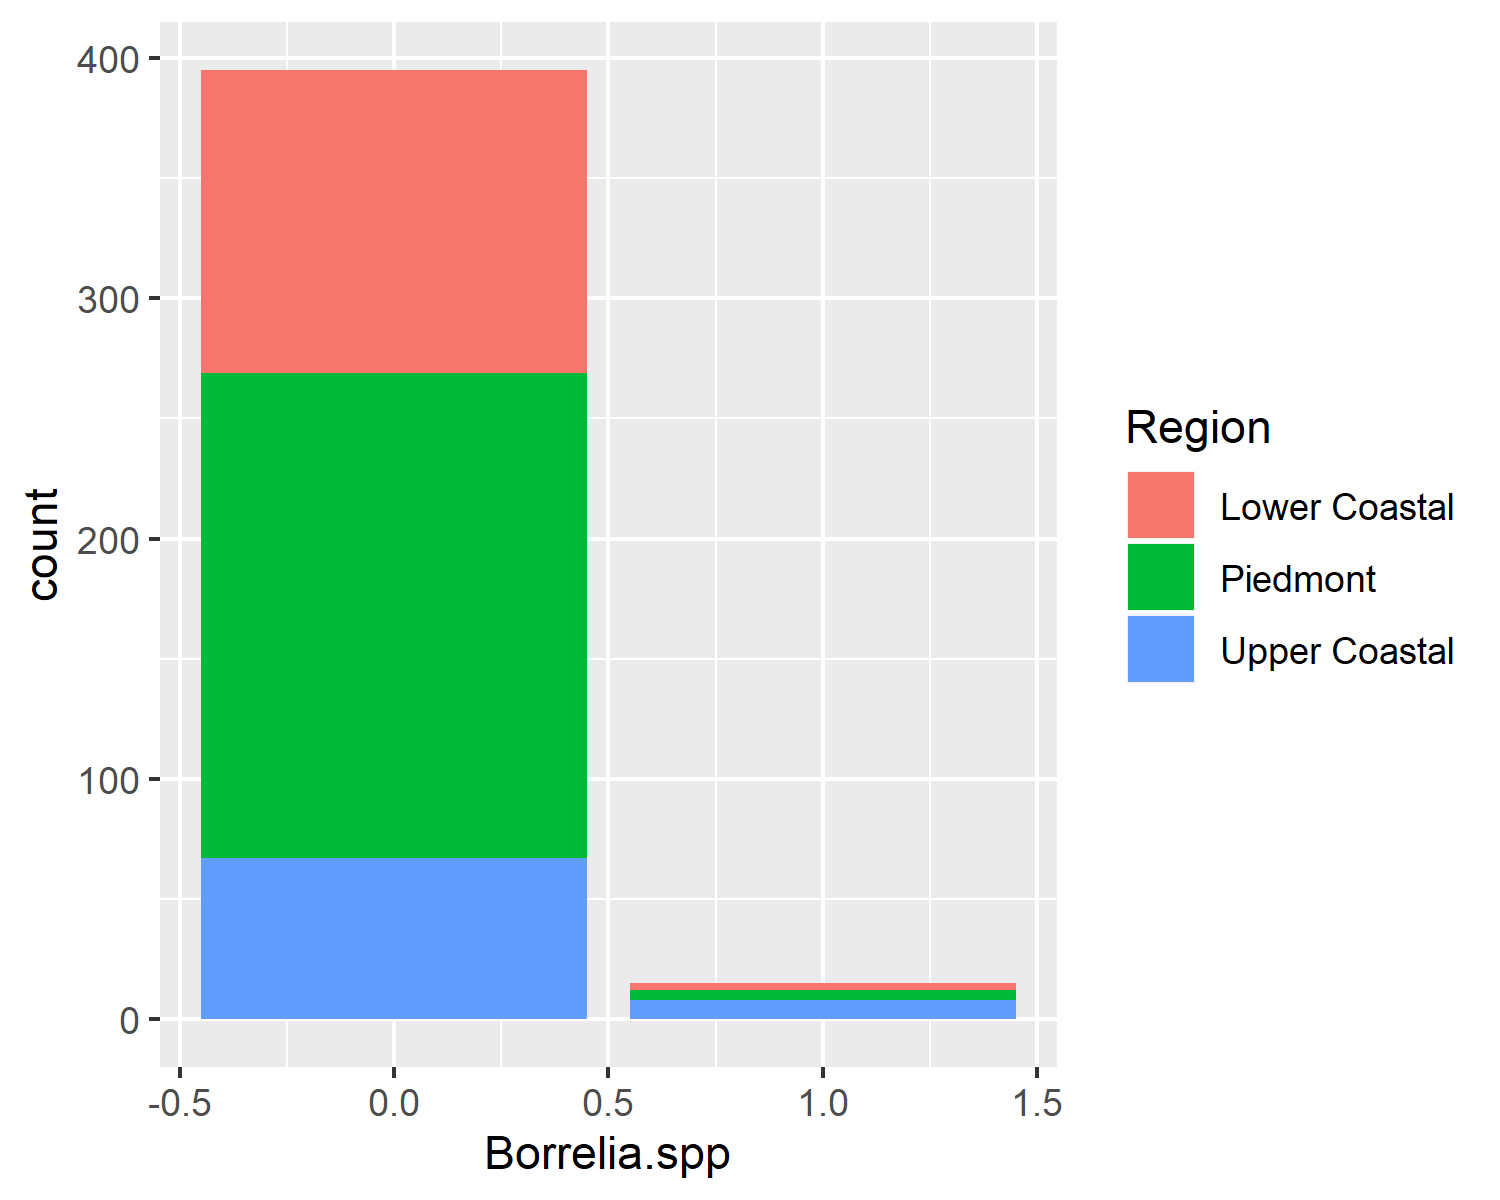 400
300
200
100
0
count
-0.5 0.0 0.5 1.0 1.5
Borrelia.spp
Region
Lower Coastal
Piedmont
Upper Coastal